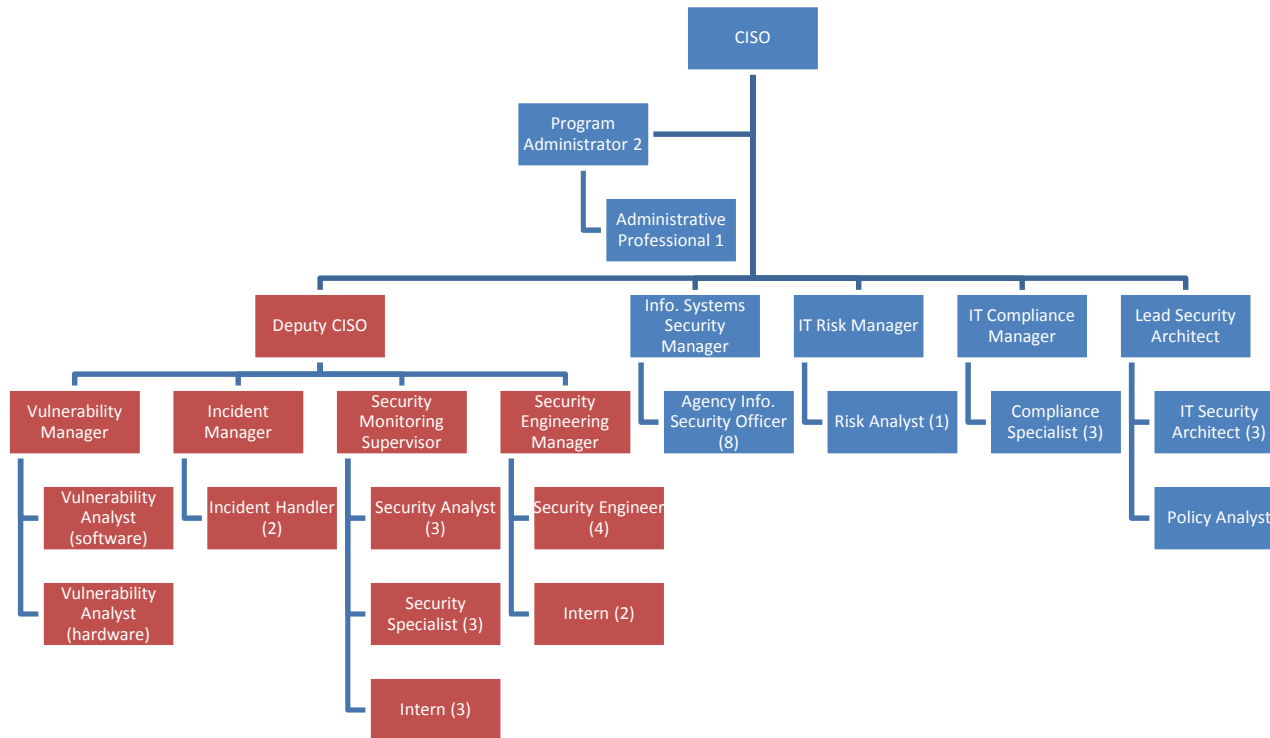 CISO
Program
Administrator 2
Administrative
Professional 1
Deputy CISO
Info. Systems
Security
Manager
IT Risk Manager
IT Compliance
Manager
Lead Security
Architect
Vulnerability
Manager
Incident
Manager
Security
Monitoring
Supervisor
Security
Engineering
Manager
Agency Info.
Security Officer
(8)
Risk Analyst (1)
Compliance
Specialist (3)
IT Security
Architect (3)
Vulnerability
Analyst
(software)
Incident Handler
(2)
Security Analyst
(3)
Security Engineer
(4)
Policy Analyst
Vulnerability
Analyst
(hardware)
Security
Specialist (3)
Intern (2)
Intern (3)